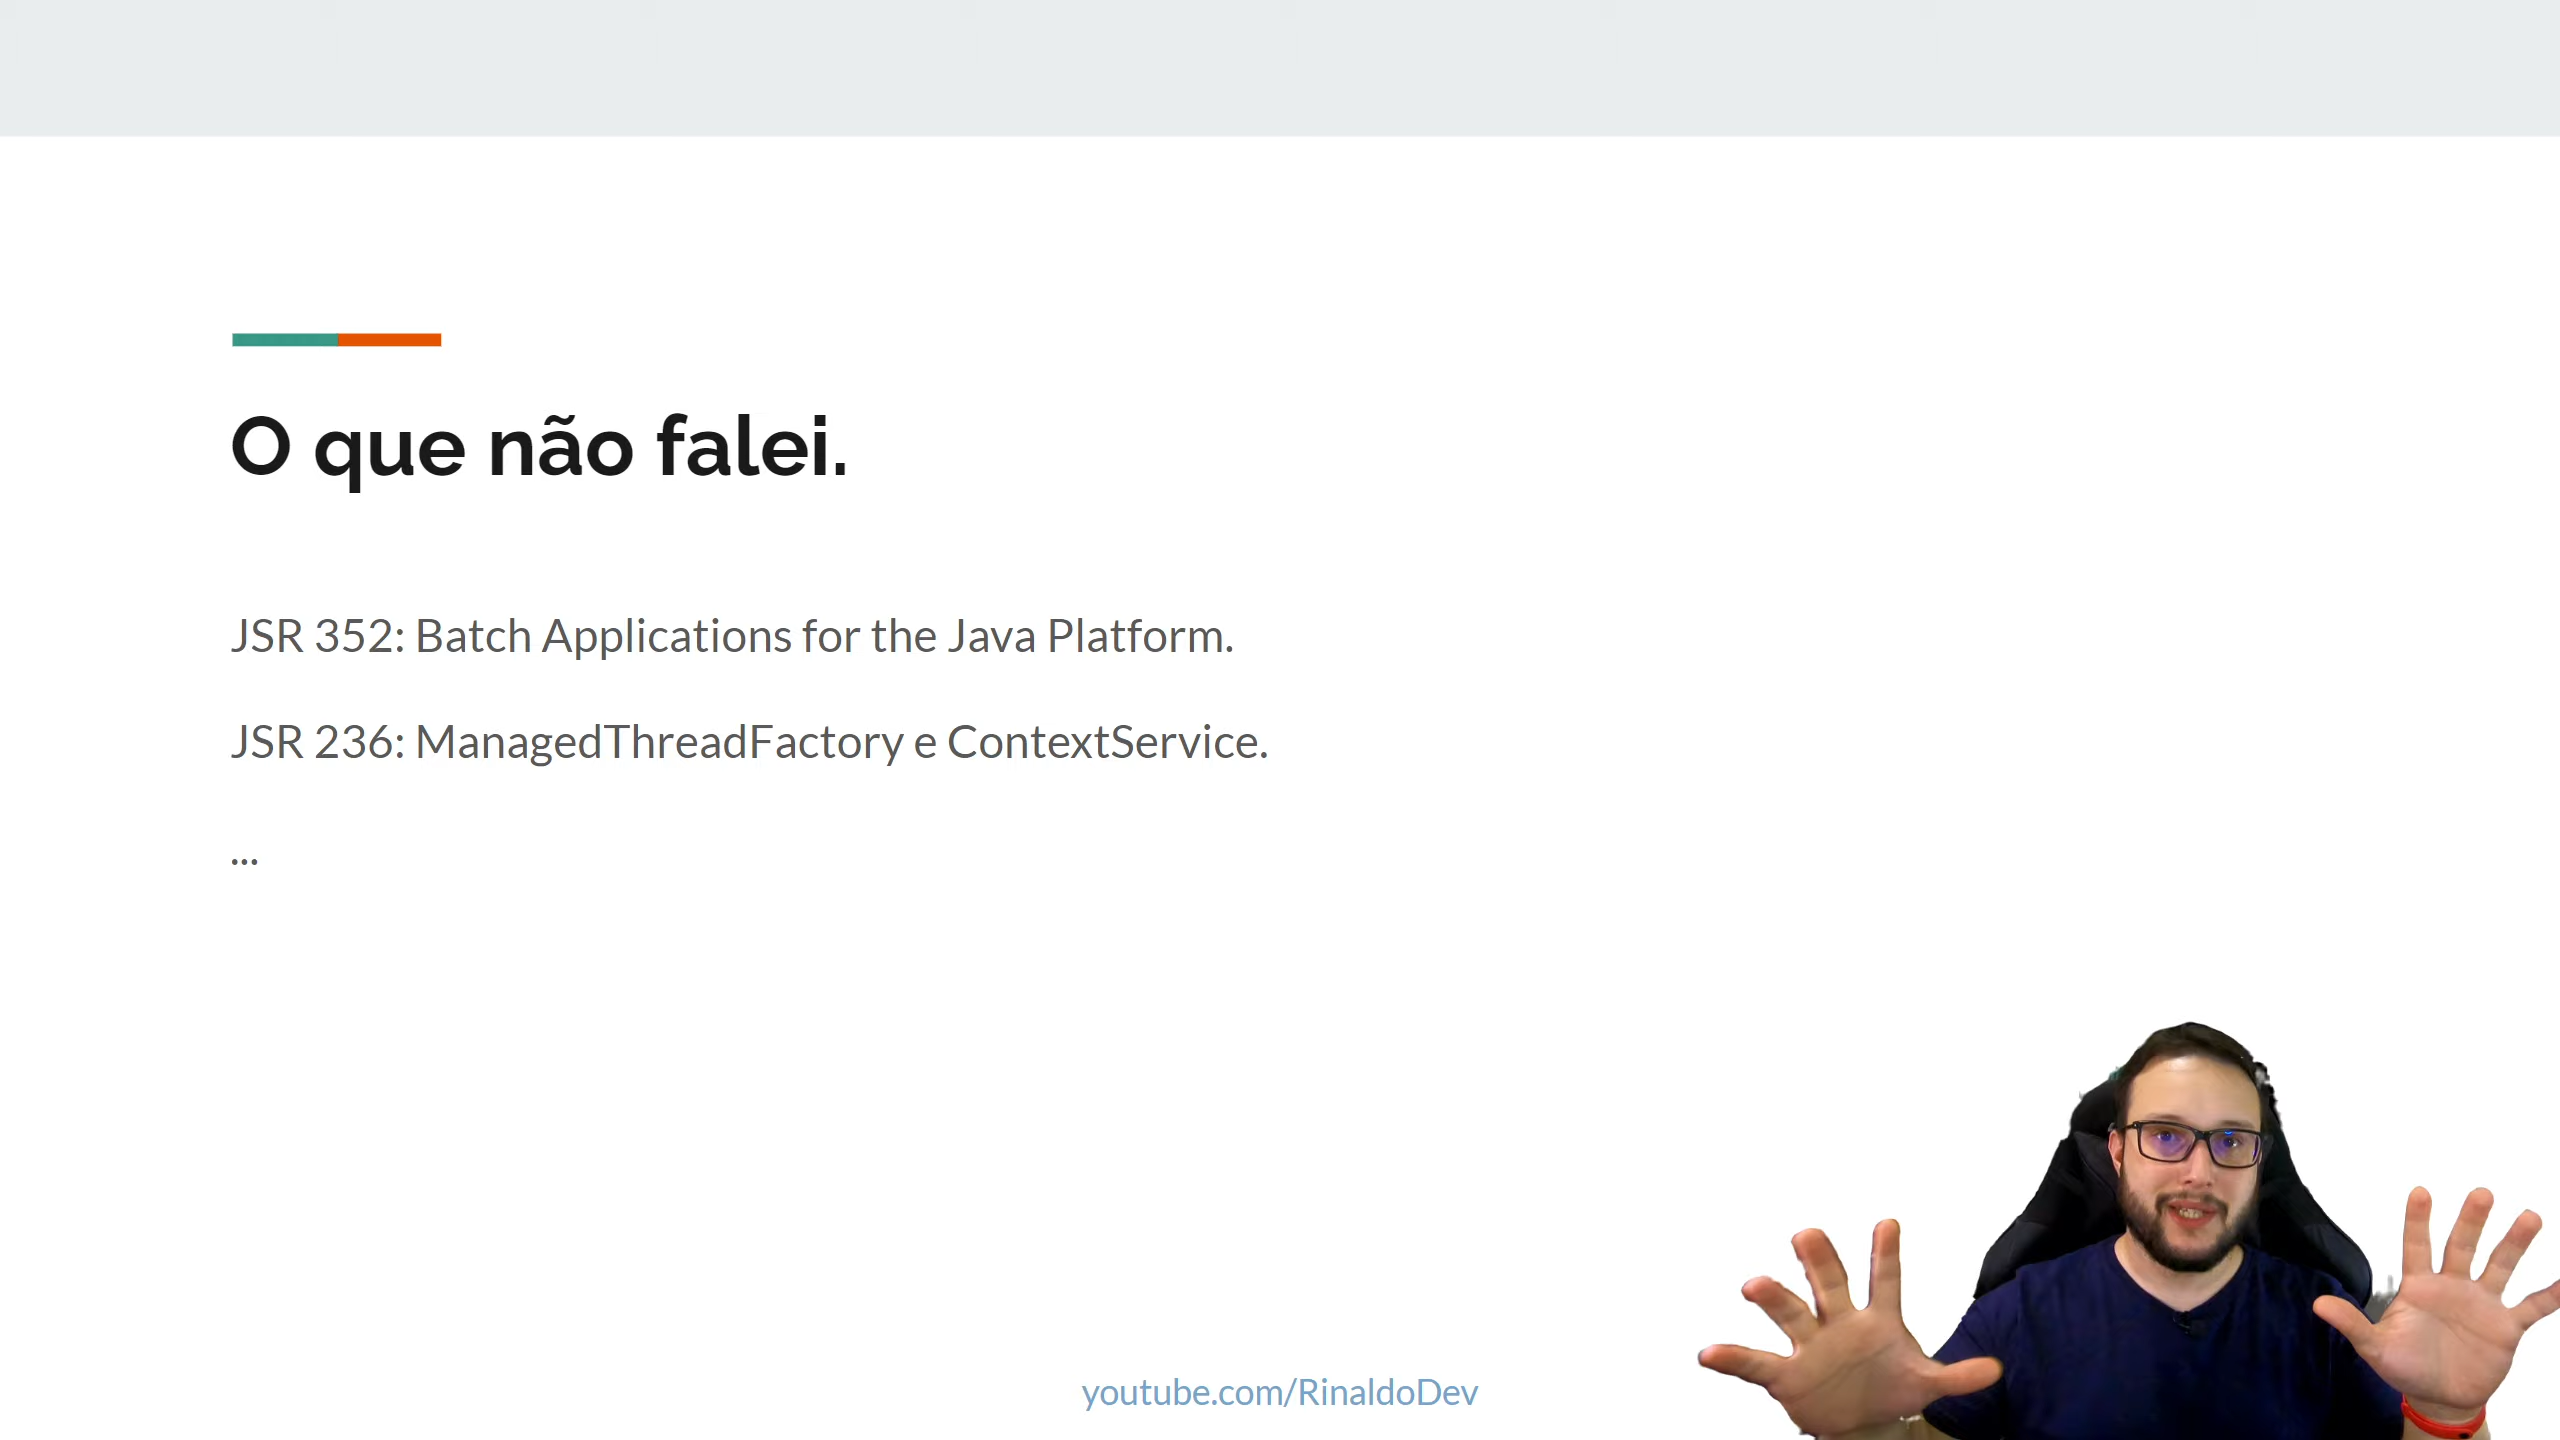 O que não falei.
JSR 352: Batch Applications for the Java Platform.
JSR 236: ManagedThreadFactory e ContextService.
...
youtube.com/RinaldoDev